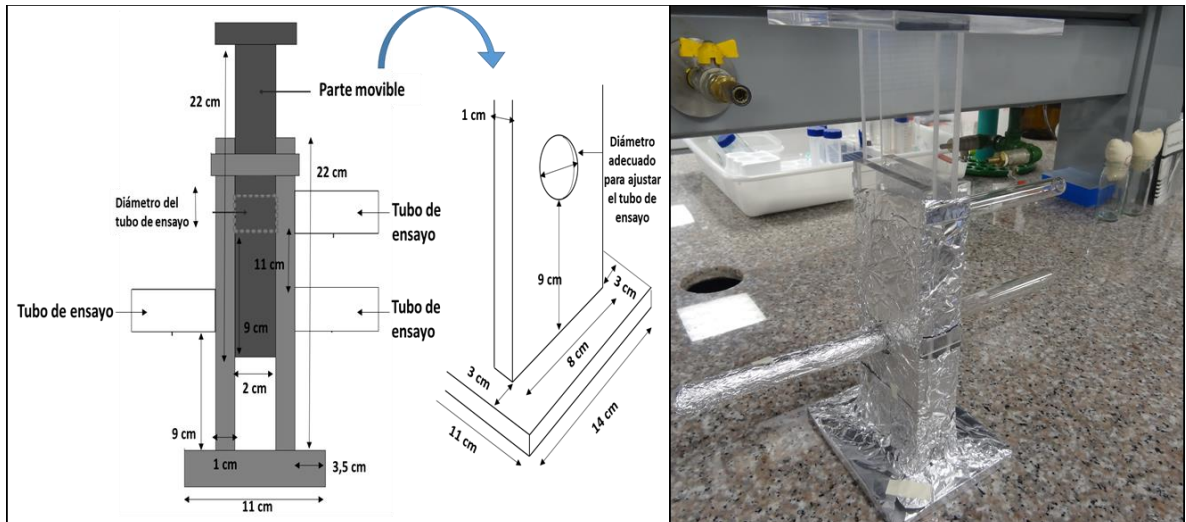 22 cm
Parte movible
22 cm
Diámetro del
tubo de ensayo
Tubo de
ensayo
11 cm
Tubo de ensayo
Tubo de
ensayo
9 cm
2 cm
9 cm
1 cm
3,5 cm
11 cm
1 cm
Diámetro
adecuado
para ajustar
el tubo de
ensayo
9 cm
3 cm
8 cm
3 cm
14 cm
11 cm